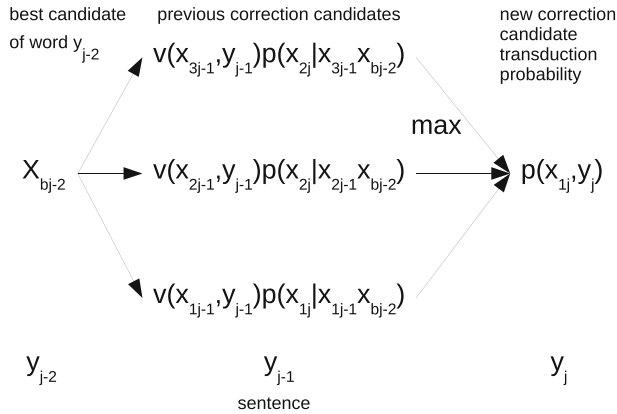 best candidate
of word y_{j-2}
previous correction candidates
new correction
candidate
transduction
probability
v(x_{3j-1},y_{j-1})p(x_{2j}|x_{3j-1}x_{bj-2})
max
x_{bj-2}
v(x_{2j-1},y_{j-1})p(x_{2j}|x_{2j-1}x_{bj-2})
p(x_{1j},y_j)
v(x_{1j-1},y_{j-1})p(x_{1j}|x_{1j-1}x_{bj-2})
y_{j-2}
y_{j-1}
y_j
sentence